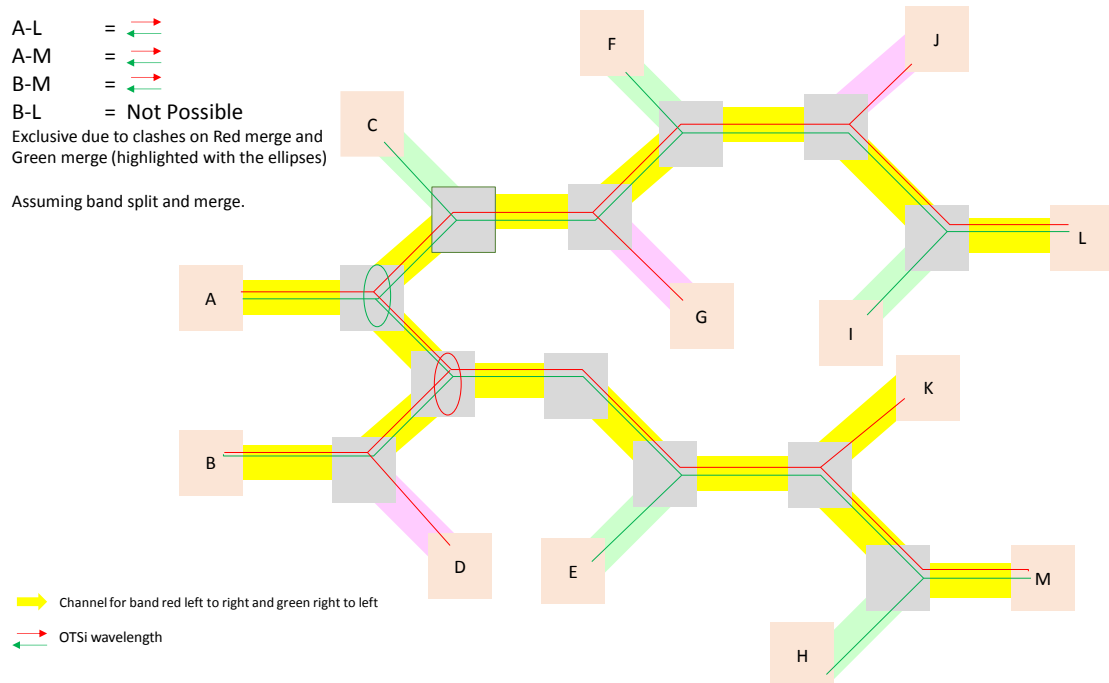 A-L =
A-M =
B-M =
B-L = Not Possible
Exclusive due to clashes on Red merge and
Green merge (highlighted with the ellipses)
Assuming band split and merge.
F
J
C
A
L
G
I
K
B
D
E
M
H
Channel for band red left to right and green right to left
OTSi wavelength